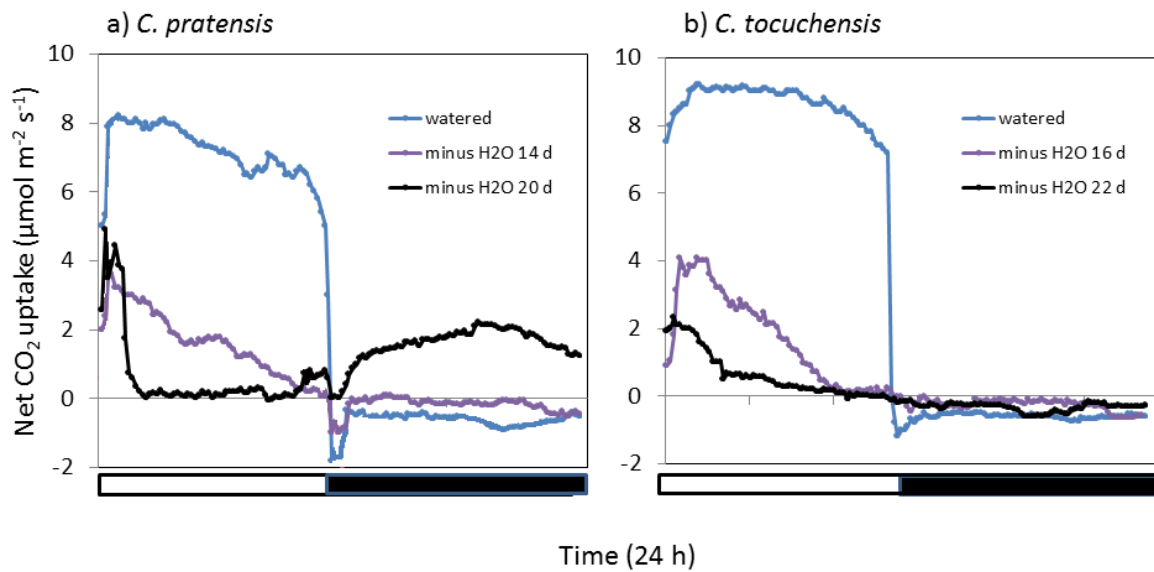 a) C. pratensis
b) C. tocuchensis
Net CO2 uptake (µmol m-2 s-1)
10
8
6
4
2
0
-2
watered
minus H2O 14 d
minus H2O 20 d
10
8
6
4
2
0
-2
watered
minus H2O 16 d
minus H2O 22 d
Time (24 h)